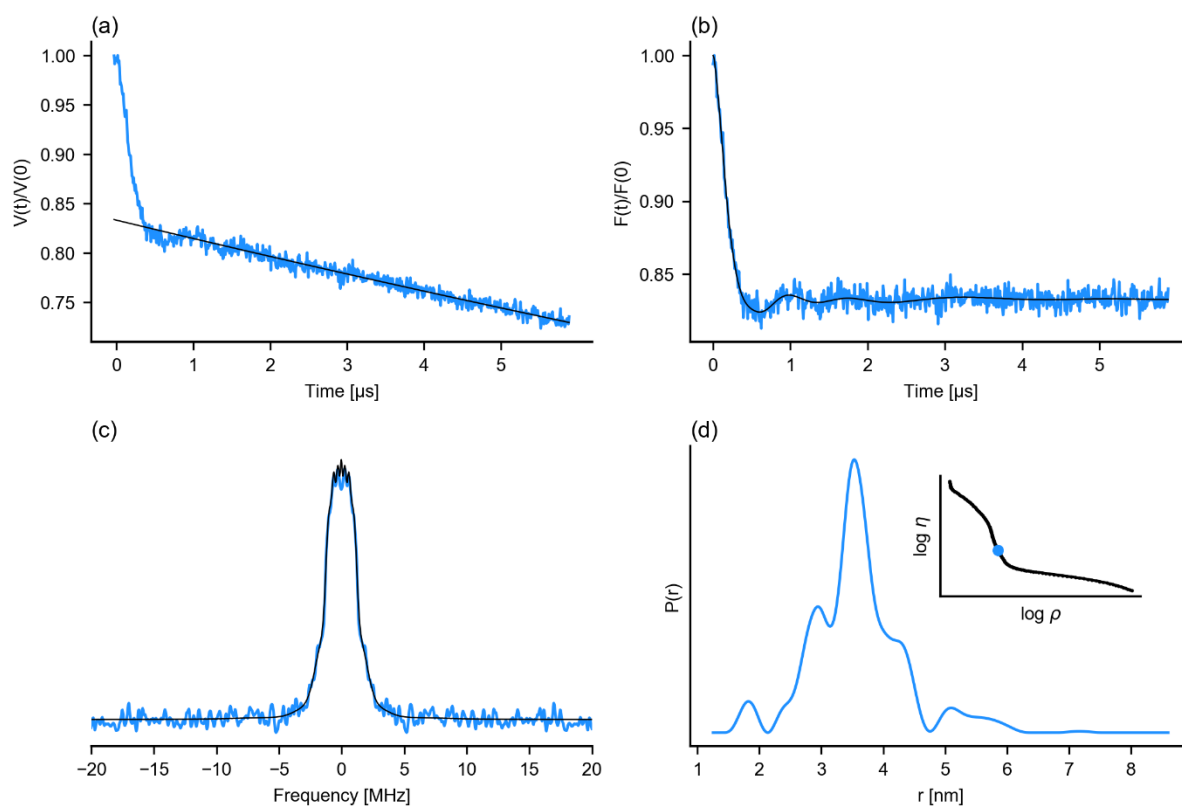 (a)
1.00
0.95
0.90
0.85
0.80
0.75
V(t)/V(0)
0 1 2 3 4 5
Time [μs]
(b)
1.00
0.95
0.90
0.85
F(t)/F(0)
0 1 2 3 4 5
Time [μs]
(c)
−20 −15 −10 −5 0 5 10 15 20
Frequency [MHz]
(d)
P(r)
log η
log ρ
1 2 3 4 5 6 7 8
r [nm]